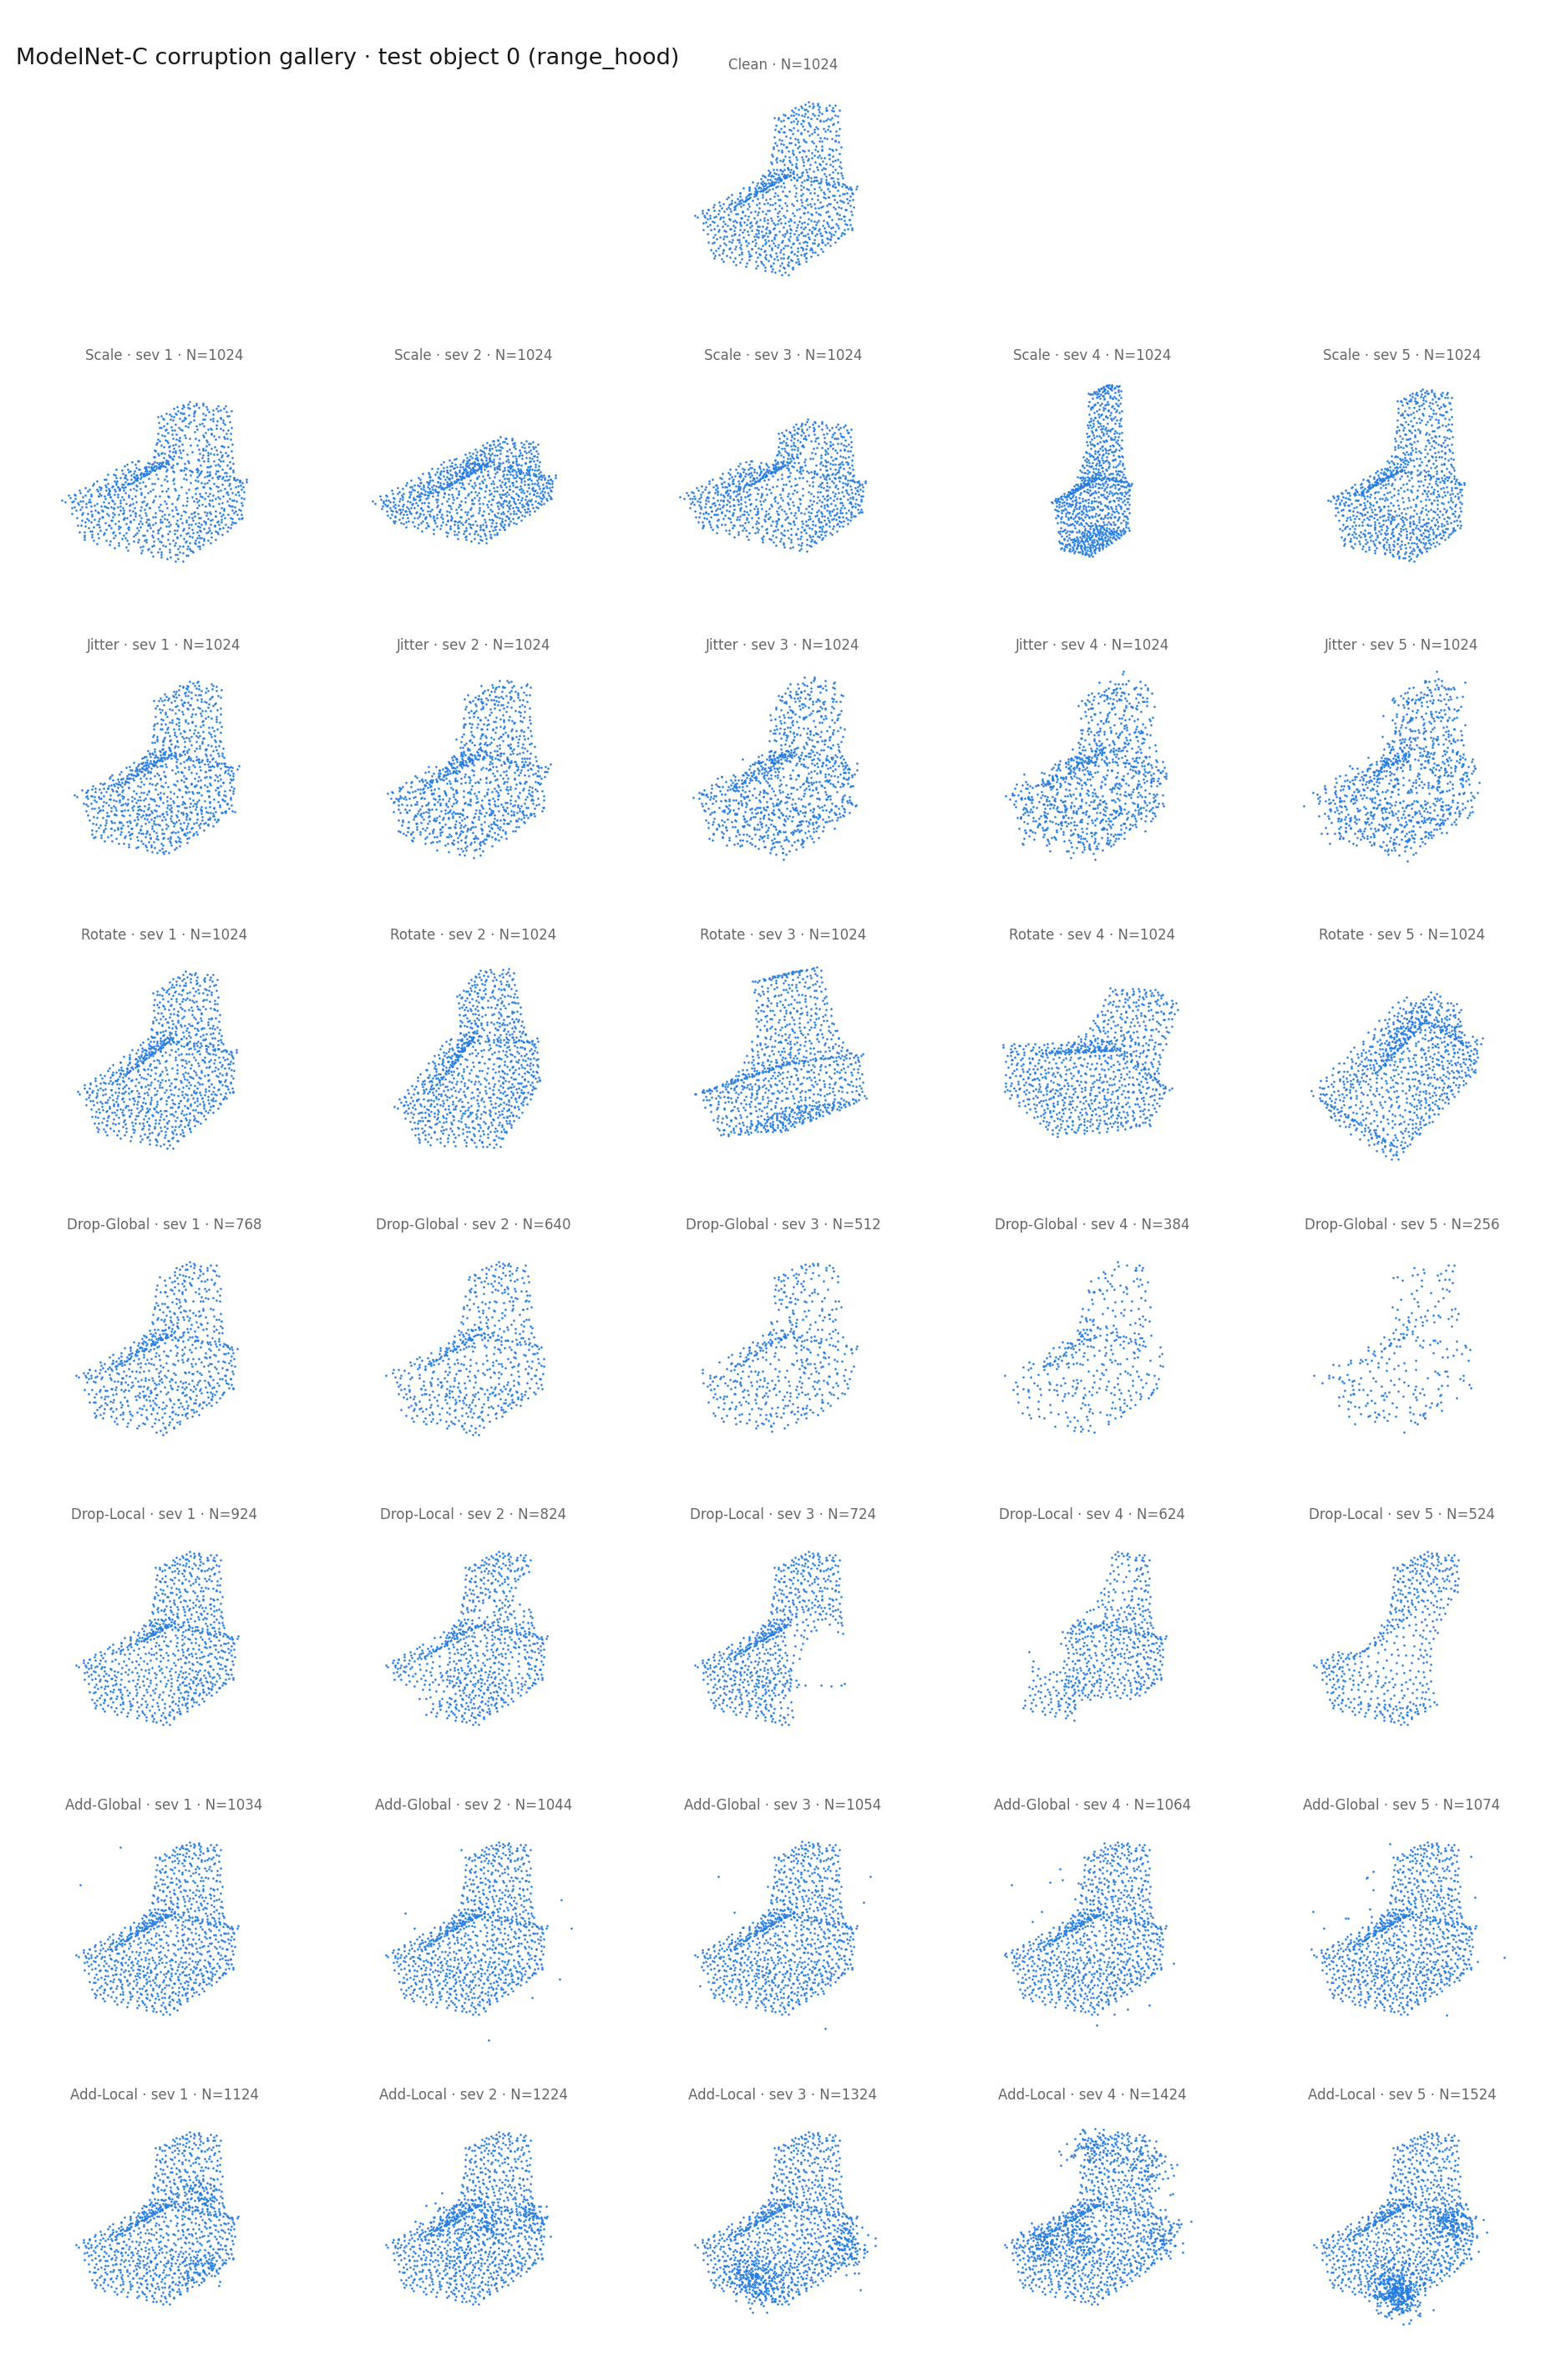 ModelNet-C corruption gallery · test object 0 (range_hood)
Clean · N=1024
Scale · sev 1 · N=1024
Scale · sev 2 · N=1024
Scale · sev 3 · N=1024
Scale · sev 4 · N=1024
Scale · sev 5 · N=1024
Jitter · sev 1 · N=1024
Jitter · sev 2 · N=1024
Jitter · sev 3 · N=1024
Jitter · sev 4 · N=1024
Jitter · sev 5 · N=1024
Rotate · sev 1 · N=1024
Rotate · sev 2 · N=1024
Rotate · sev 3 · N=1024
Rotate · sev 4 · N=1024
Rotate · sev 5 · N=1024
Drop-Global · sev 1 · N=768
Drop-Global · sev 2 · N=640
Drop-Global · sev 3 · N=512
Drop-Global · sev 4 · N=384
Drop-Global · sev 5 · N=256
Drop-Local · sev 1 · N=924
Drop-Local · sev 2 · N=824
Drop-Local · sev 3 · N=724
Drop-Local · sev 4 · N=624
Drop-Local · sev 5 · N=524
Add-Global · sev 1 · N=1034
Add-Global · sev 2 · N=1044
Add-Global · sev 3 · N=1054
Add-Global · sev 4 · N=1064
Add-Global · sev 5 · N=1074
Add-Local · sev 1 · N=1124
Add-Local · sev 2 · N=1224
Add-Local · sev 3 · N=1324
Add-Local · sev 4 · N=1424
Add-Local · sev 5 · N=1524